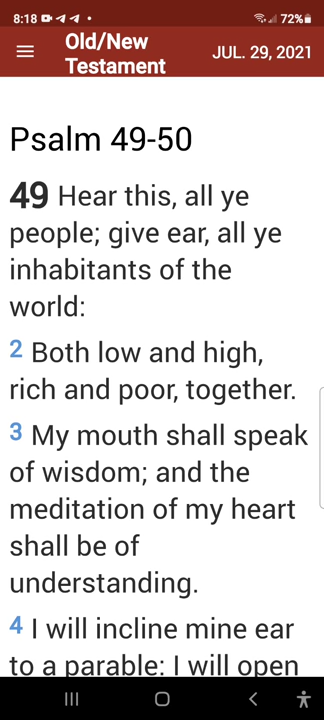 8:18 72%
Old/New
Testament
JUL. 29, 2021
Psalm 49-50
49 Hear this, all ye
people; give ear, all ye
inhabitants of the
world:
2 Both low and high,
rich and poor, together.
3 My mouth shall speak
of wisdom; and the
meditation of my heart
shall be of
understanding.
4 I will incline mine ear
to a parable: I will open